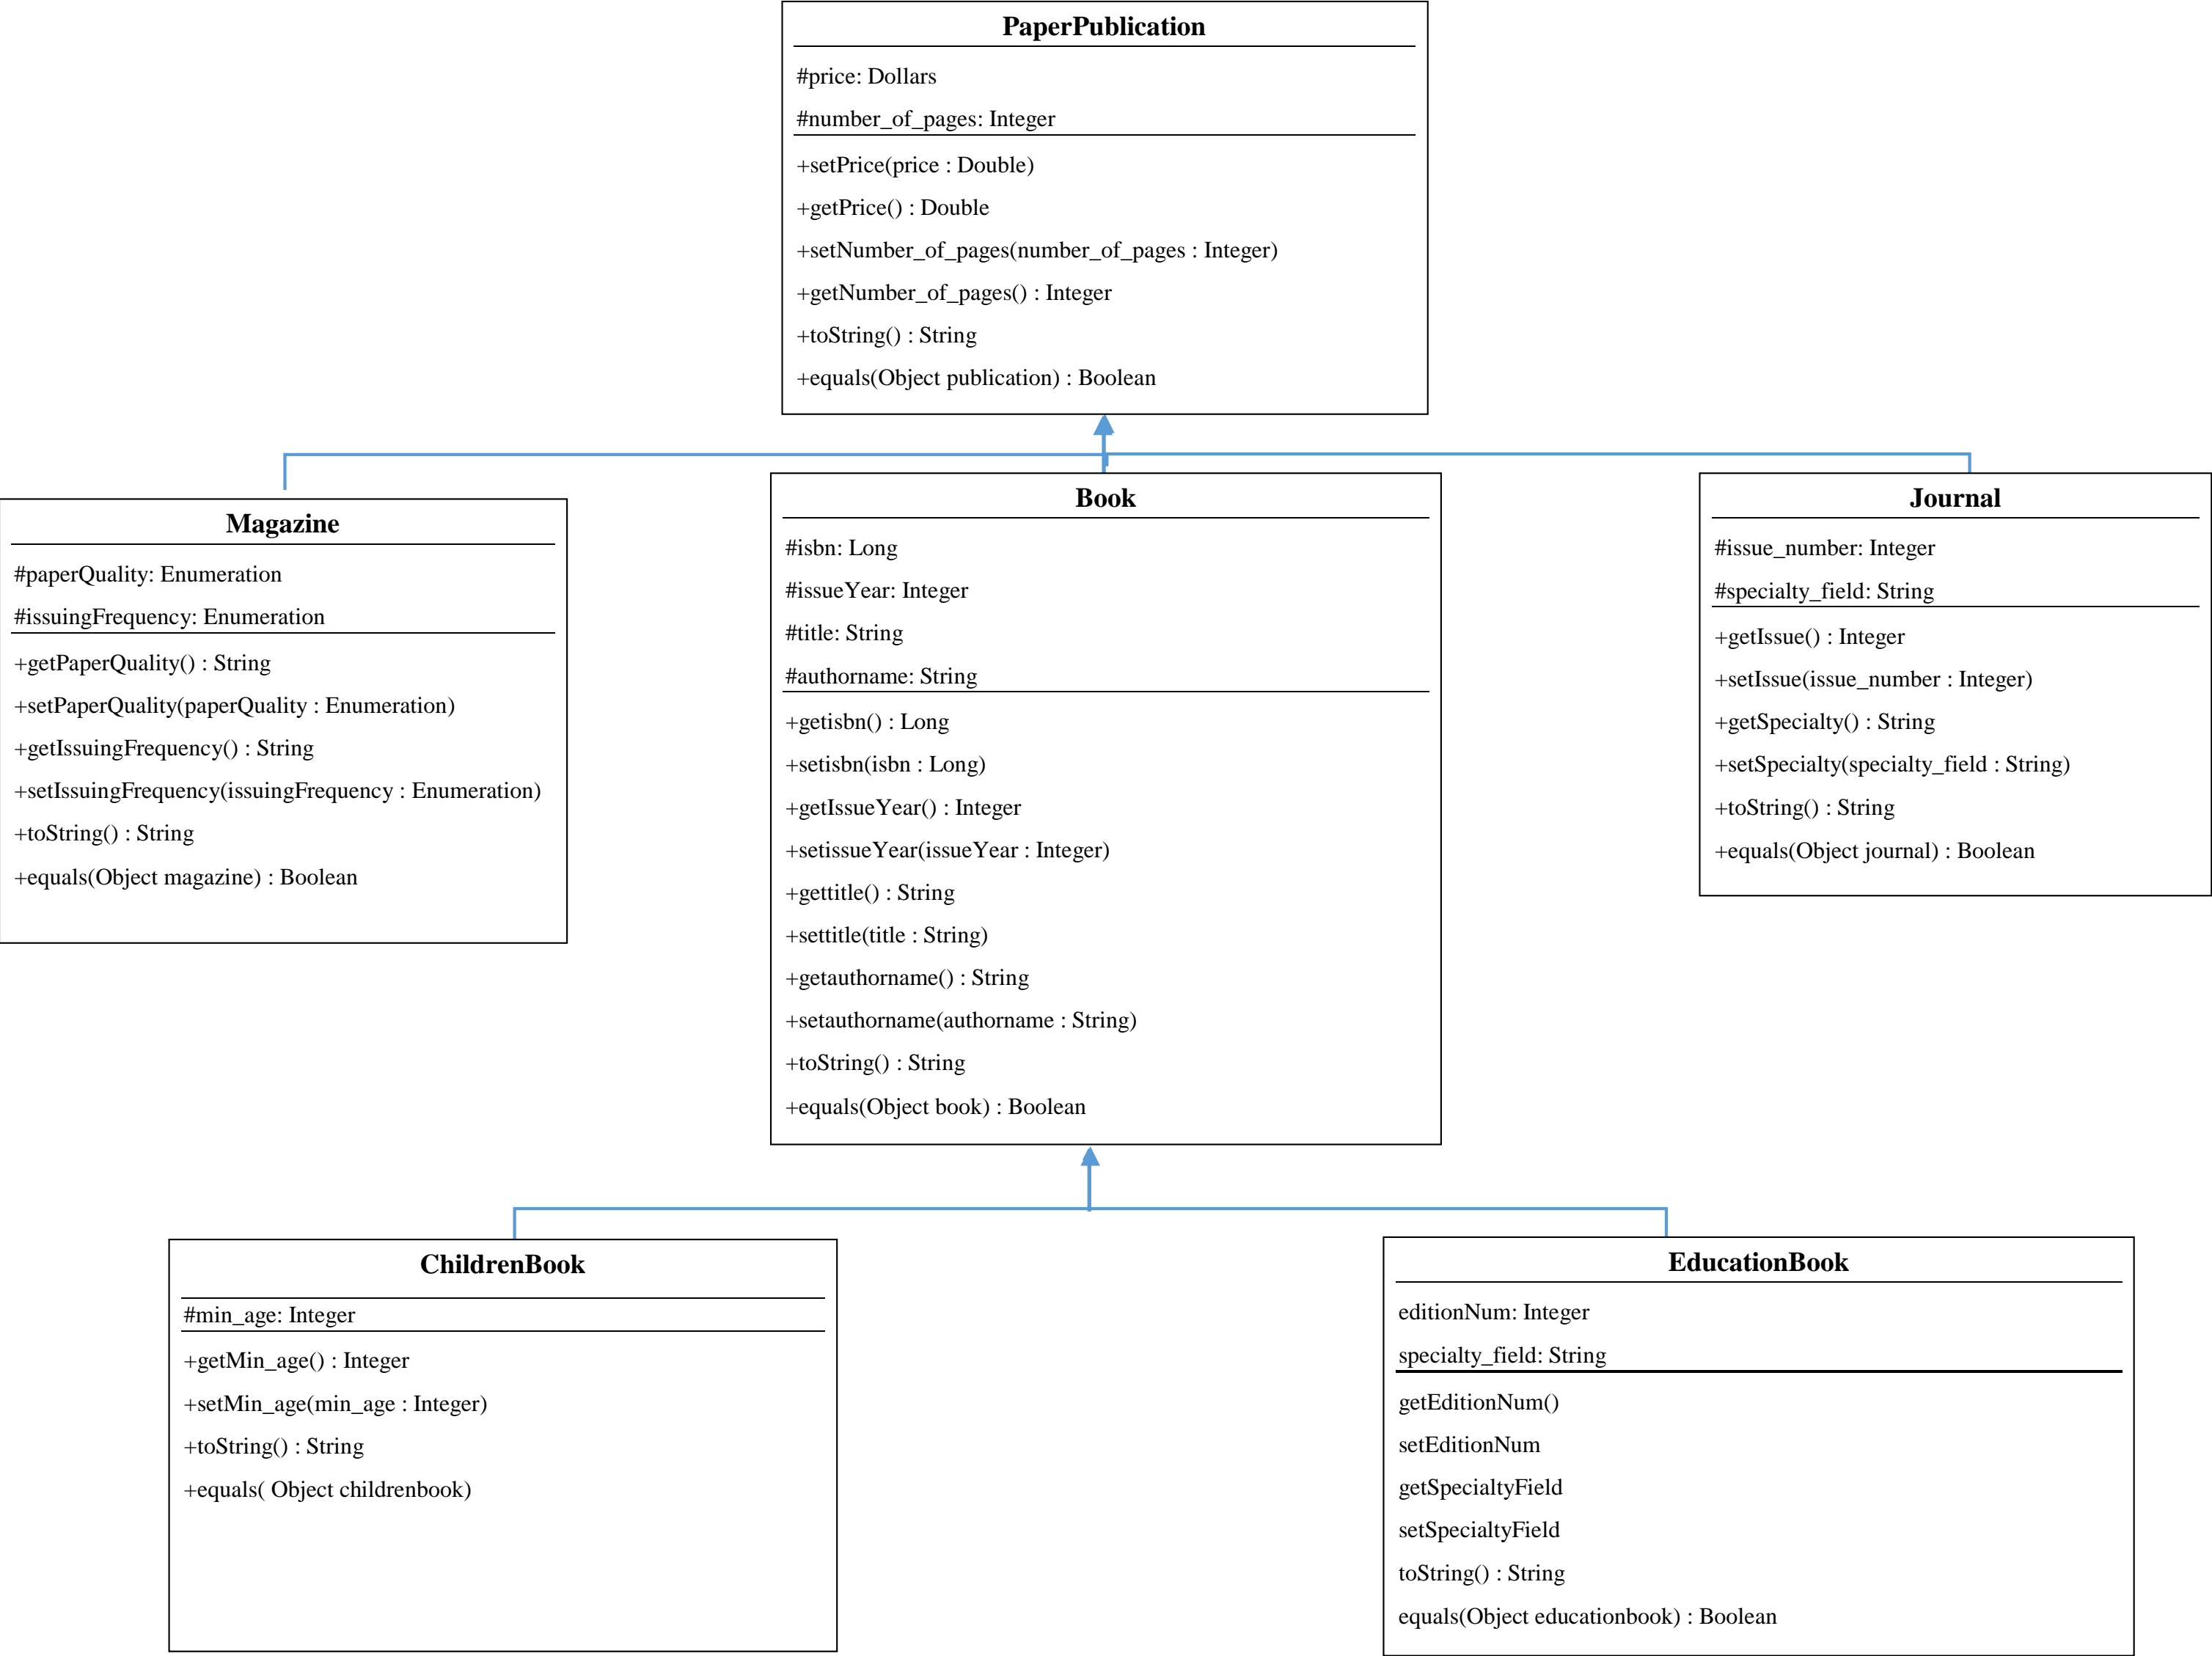 PaperPublication
#price: Dollars
#number_of_pages: Integer
+setPrice(price : Double)
+getPrice() : Double
+setNumber_of_pages(number_of_pages : Integer)
+getNumber_of_pages() : Integer
+toString() : String
+equals(Object publication) : Boolean
Magazine
#paperQuality: Enumeration
#issuingFrequency: Enumeration
+getPaperQuality() : String
+setPaperQuality(paperQuality : Enumeration)
+getIssuingFrequency() : String
+setIssuingFrequency(issuingFrequency : Enumeration)
+toString() : String
+equals(Object magazine) : Boolean
Book
#isbn: Long
#issueYear: Integer
#title: String
#authorname: String
+getisbn() : Long
+setisbn(isbn : Long)
+getIssueYear() : Integer
+setissueYear(issueYear : Integer)
+gettitle() : String
+settitle(title : String)
+getauthorname() : String
+setauthorname(authorname : String)
+toString() : String
+equals(Object book) : Boolean
Journal
#issue_number: Integer
#specialty_field: String
+getIssue() : Integer
+setIssue(issue_number : Integer)
+getSpecialty() : String
+setSpecialty(specialty_field : String)
+toString() : String
+equals(Object journal) : Boolean
ChildrenBook
#min_age: Integer
+getMin_age() : Integer
+setMin_age(min_age : Integer)
+toString() : String
+equals( Object childrenbook)
EducationBook
editionNum: Integer
specialty_field: String
getEditionNum()
setEditionNum
getSpecialtyField
setSpecialtyField
toString() : String
equals(Object educationbook) : Boolean